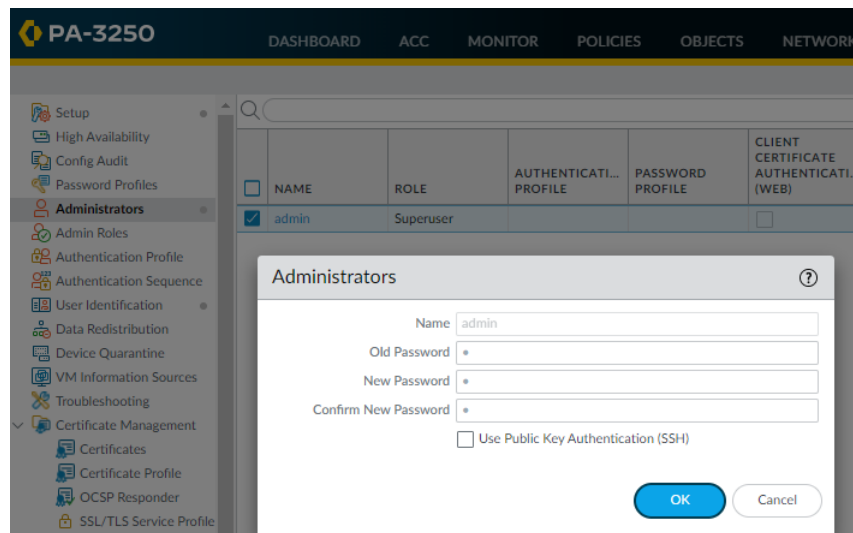 PA-3250
DASHBOARD ACC MONITOR POLICIES OBJECTS NETWORK
Setup
High Availability
Config Audit
Password Profiles
Administrators
Admin Roles
Authentication Profile
Authentication Sequence
User Identification
Data Redistribution
Device Quarantine
VM Information Sources
Troubleshooting
Certificate Management
Certificates
Certificate Profile
OCSP Responder
SSL/TLS Service Profile
NAME
ROLE
AUTHENTICATI...
PROFILE
PASSWORD
PROFILE
CLIENT
CERTIFICATE
AUTHENTICATI...
(WEB)
admin Superuser
Administrators
Name admin
Old Password
New Password
Confirm New Password
Use Public Key Authentication (SSH)
OK Cancel